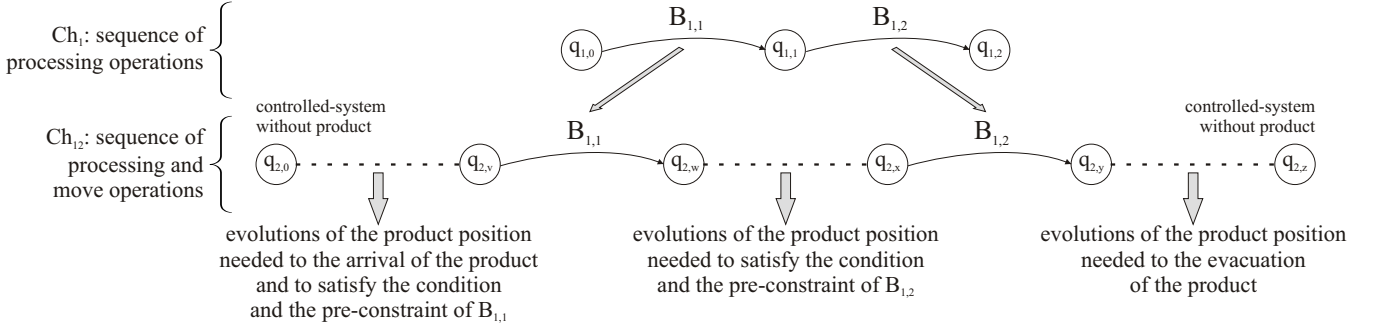 B1,1
B1,2
Ch1: sequence of
processing operations
q1,0
q1,1
q1,2
controlled-system
without product
controlled-system
without product
Ch12: sequence of
processing and
move operations
B1,1
B1,2
q2,0
q2,v
q2,w
q2,x
q2,y
q2,z
evolutions of the product position
needed to the arrival of the product
and to satisfy the condition
and the pre-constraint of B1,1
evolutions of the product position
needed to satisfy the condition
and the pre-constraint of B1,2
evolutions of the product position
needed to the evacuation
of the product